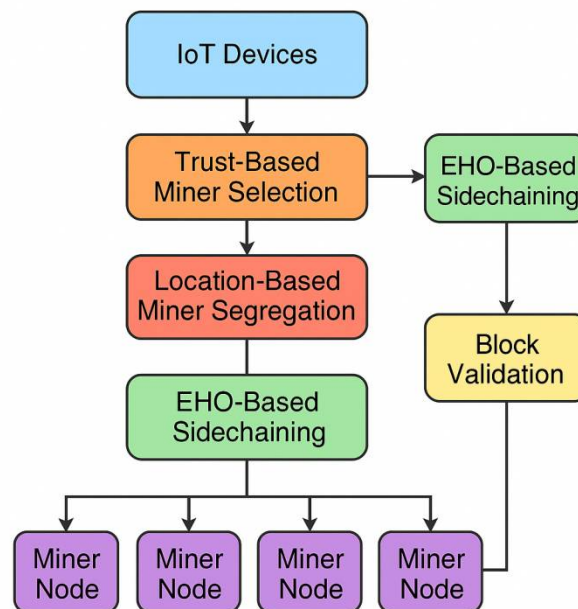 IoT Devices
Trust-Based
Miner Selection
EHO-Based
Sidechaining
Location-Based
Miner Segregation
Block
Validation
EHO-Based
Sidechaining
Miner
Node
Miner
Node
Miner
Node
Miner
Node